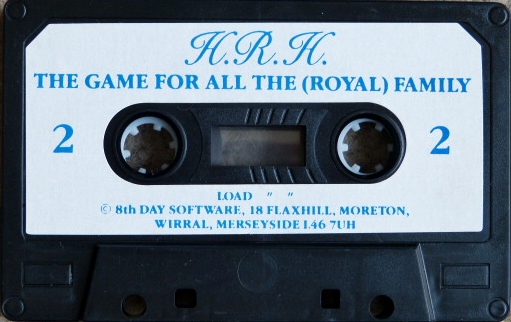 H.R.H.
THE GAME FOR ALL THE (ROYAL) FAMILY
2 2
LOAD " "
© 8th DAY SOFTWARE, 18 FLAXHILL, MORETON,
WIRRAL, MERSEYSIDE L46 7UH